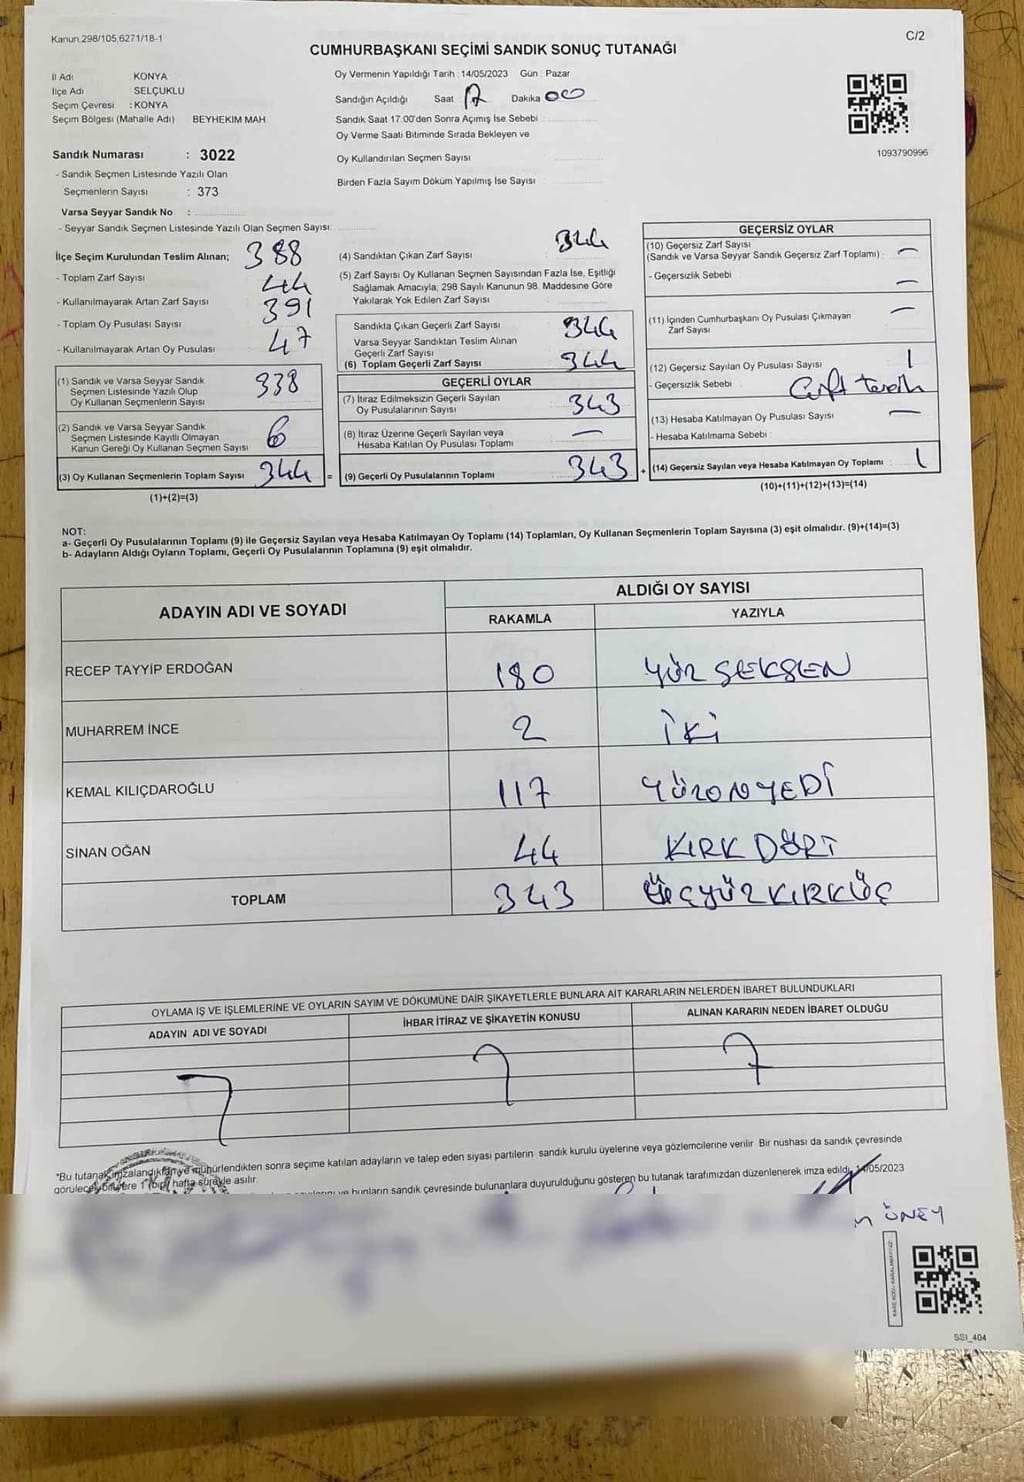 Kanun.298/105,6271/18-1
C/2
CUMHURBAŞKANI SEÇİMİ SANDIK SONUÇ TUTANAĞI
İl Adı KONYA
İlçe Adı SELÇUKLU
Seçim Çevresi : KONYA
Seçim Bölgesi (Mahalle Adı) BEYHEKIM MAH
Sandık Numarası : 3022
- Sandık Seçmen Listesinde Yazılı Olan
Seçmenlerin Sayısı : 373
Varsa Seyyar Sandık No :
- Seyyar Sandık Seçmen Listesinde Yazılı Olan Seçmen Sayısı:
Oy Vermenin Yapıldığı Tarih : 14/05/2023 Gün : Pazar
Sandığın Açıldığı Saat 17 Dakika 00
Sandık Saat 17.00'den Sonra Açımış İse Sebebi
Oy Verme Saati Bitiminde Sırada Bekleyen ve
Oy Kullandırılan Seçmen Sayısı
Birden Fazla Sayım Döküm Yapılmış İse Sayısı
1093790996
İlçe Seçim Kurulundan Teslim Alınan; 388
- Toplam Zarf Sayısı 44
- Kullanılmayarak Artan Zarf Sayısı 391
- Toplam Oy Pusulası Sayısı 47
- Kullanılmayarak Artan Oy Pusulası
(1) Sandık ve Varsa Seyyar Sandık
Seçmen Listesinde Yazılı Olup
Oy Kullanan Seçmenlerin Sayısı 338
(2) Sandık ve Varsa Seyyar Sandık
Seçmen Listesinde Kayıtlı Olmayan
Kanun Gereği Oy Kullanan Seçmen Sayısı 6
(3) Oy Kullanan Seçmenlerin Toplam Sayısı 344 =
(1)+(2)=(3)
(4) Sandıktan Çıkan Zarf Sayısı 344
(5) Zarf Sayısı Oy Kullanan Seçmen Sayısından Fazla İse, Eşitliği
Sağlamak Amacıyla, 298 Sayılı Kanunun 98. Maddesine Göre
Yakılarak Yok Edilen Zarf Sayısı
Sandıkta Çıkan Geçerli Zarf Sayısı 344
Varsa Seyyar Sandıktan Teslim Alınan
Geçerli Zarf Sayısı
(6) Toplam Geçerli Zarf Sayısı 344
GEÇERLİ OYLAR
(7) İtiraz Edilmeksizin Geçerli Sayılan
Oy Pusulalarının Sayısı 343
(8) İtiraz Üzerine Geçerli Sayılan veya
Hesaba Katılan Oy Pusulası Toplamı —
(9) Geçerli Oy Pusulalarının Toplamı 343 +
GEÇERSİZ OYLAR
(10) Geçersiz Zarf Sayısı
(Sandık ve Varsa Seyyar Sandık Geçersiz Zarf Toplamı) : —
- Geçersizlik Sebebi —
(11) İçinden Cumhurbaşkanı Oy Pusulası Çıkmayan
Zarf Sayısı —
(12) Geçersiz Sayılan Oy Pusulası Sayısı 1
- Geçersizlik Sebebi Çift tercih
(13) Hesaba Katılmayan Oy Pusulası Sayısı —
- Hesaba Katılmama Sebebi
(14) Geçersiz Sayılan veya Hesaba Katılmayan Oy Toplamı 1
(10)+(11)+(12)+(13)=(14)
NOT:
a- Geçerli Oy Pusulalarının Toplamı (9) ile Geçersiz Sayılan veya Hesaba Katılmayan Oy Toplamı (14) Toplamları, Oy Kullanan Seçmenlerin Toplam Sayısına (3) eşit olmalıdır. (9)+(14)=(3)
b- Adayların Aldığı Oyların Toplamı, Geçerli Oy Pusulalarının Toplamına (9) eşit olmalıdır.
ADAYIN ADI VE SOYADI ALDIĞI OY SAYISI
RAKAMLA YAZIYLA
RECEP TAYYİP ERDOĞAN 180 YÜZ SEKSEN
MUHARREM İNCE 2 İKİ
KEMAL KILIÇDAROĞLU 117 YÜZONYEDİ
SİNAN OĞAN 44 KIRK DÖRT
TOPLAM 343 ÜÇYÜZKIRKÜÇ
OYLAMA İŞ VE İŞLEMLERİNE VE OYLARIN SAYIM VE DÖKÜMÜNE DAİR ŞİKAYETLERLE BUNLARA AİT KARARLARIN NELERDEN İBARET BULUNDUKLARI
ADAYIN ADI VE SOYADI İHBAR İTİRAZ VE ŞİKAYETİN KONUSU ALINAN KARARIN NEDEN İBARET OLDUĞU
"Bu tutanak imzalandıktan ve mühürlendikten sonra seçime katılan adayların ve talep eden siyasi partilerin sandık kurulu üyelerine veya gözlemcilerine verilir Bir nüshası da sandık çevresinde
hafta süreyle asılır.
ve bunların sandık çevresinde bulunanlara duyurulduğunu gösteren bu tutanak tarafımızdan düzenlenerek imza edildi. 14/05/2023
ÜNEY
SSI_404